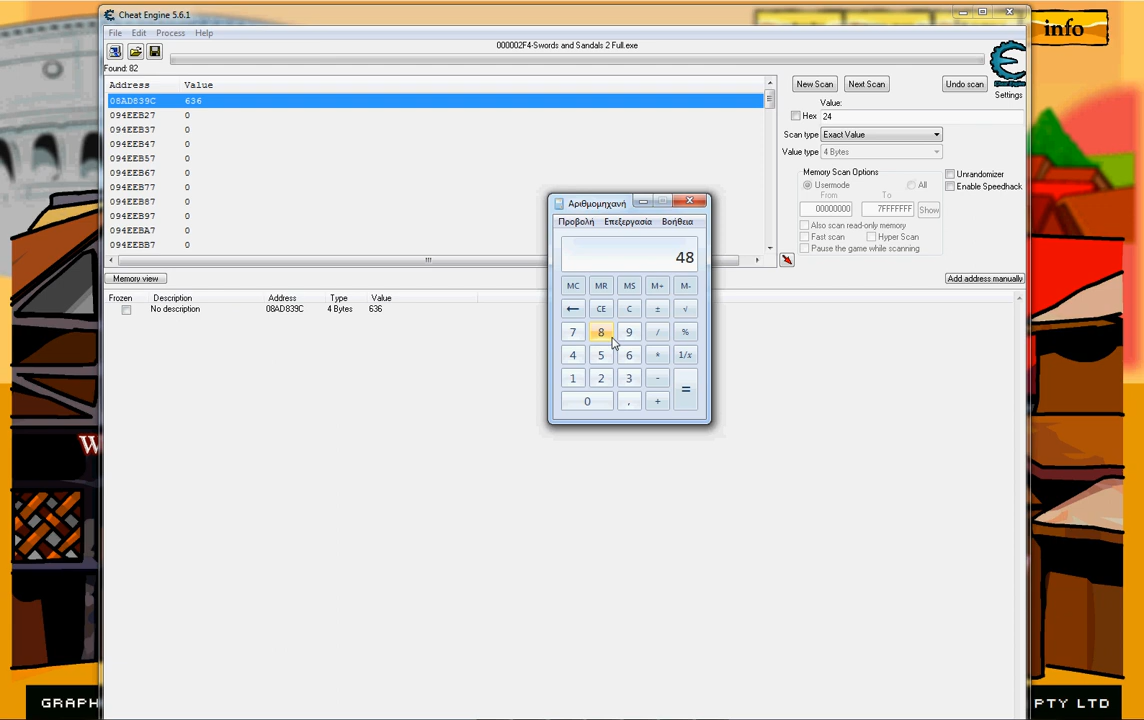 Cheat Engine 5.6.1
File Edit Process Help
info
000002F4-Swords and Sandals 2 Full.exe
Found: 82
Address Value
08AD839C 636
094EEB27 0
094EEB37 0
094EEB47 0
094EEB57 0
094EEB67 0
094EEB77 0
094EEB87 0
094EEB97 0
094EEBA7 0
094EEBB7 0
New Scan Next Scan Undo scan
Settings
Value:
Hex 24
Scan type Exact Value
Value type 4 Bytes
Memory Scan Options
Usermode All
From To
00000000 7FFFFFFF Show
Also scan read-only memory
Fast scan Hyper Scan
Pause the game while scanning
Unrandomizer
Enable Speedhack
Memory view
Add address manually
Frozen Description Address Type Value
No description 08AD839C 4 Bytes 636
Αριθμομηχανή
Προβολή Επεξεργασία Βοήθεια
48
MC MR MS M+ M-
← CE C ± √
7 8 9 / %
4 5 6 * 1/x
1 2 3 - =
0 , +
W
GRAPH
PTY LTD